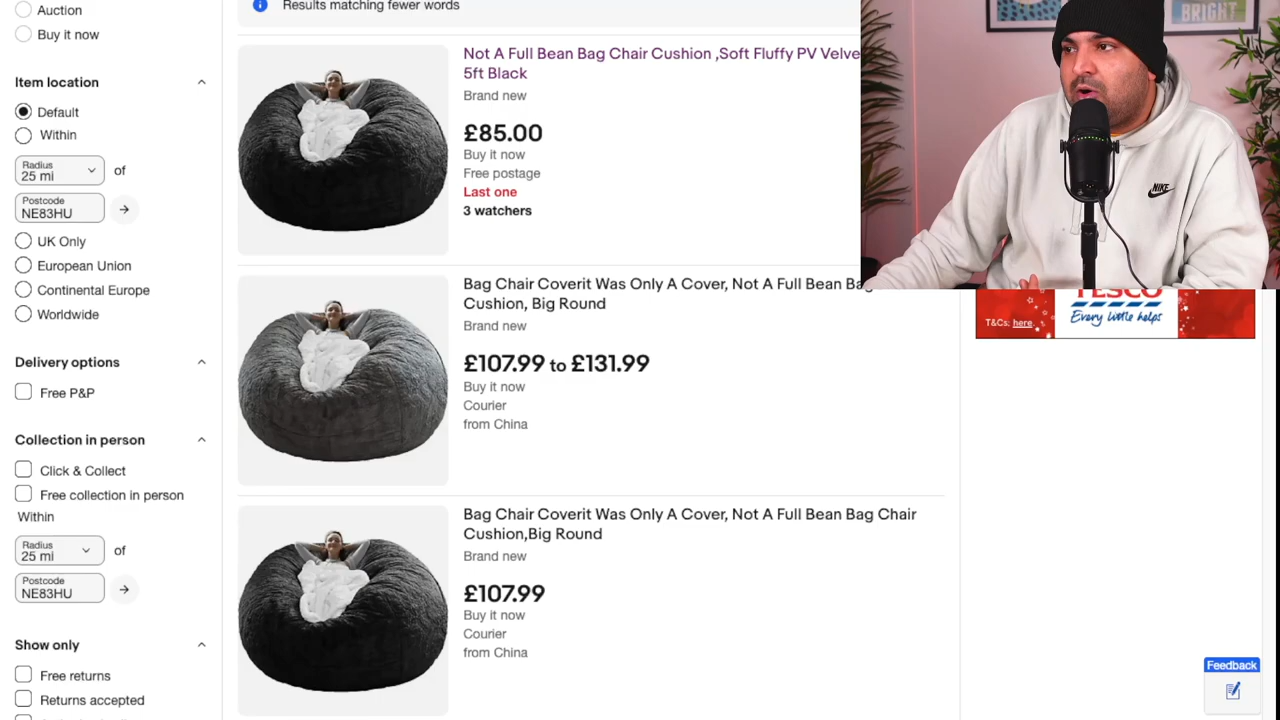 Auction
Buy it now
Item location
Default
Within
Radius
25 mi
of
Postcode
NE83HU
UK Only
European Union
Continental Europe
Worldwide
Delivery options
Free P&P
Collection in person
Click & Collect
Free collection in person
Within
Radius
25 mi
of
Postcode
NE83HU
Show only
Free returns
Returns accepted
Results matching fewer words
Not A Full Bean Bag Chair Cushion ,Soft Fluffy PV Velve
5ft Black
Brand new
£85.00
Buy it now
Free postage
Last one
3 watchers
Bag Chair Coverit Was Only A Cover, Not A Full Bean Bag
Cushion, Big Round
Brand new
£107.99 to £131.99
Buy it now
Courier
from China
Bag Chair Coverit Was Only A Cover, Not A Full Bean Bag Chair
Cushion,Big Round
Brand new
£107.99
Buy it now
Courier
from China
BRIGHT
NIKE
TESCO
Every little helps
T&Cs: here.
Feedback